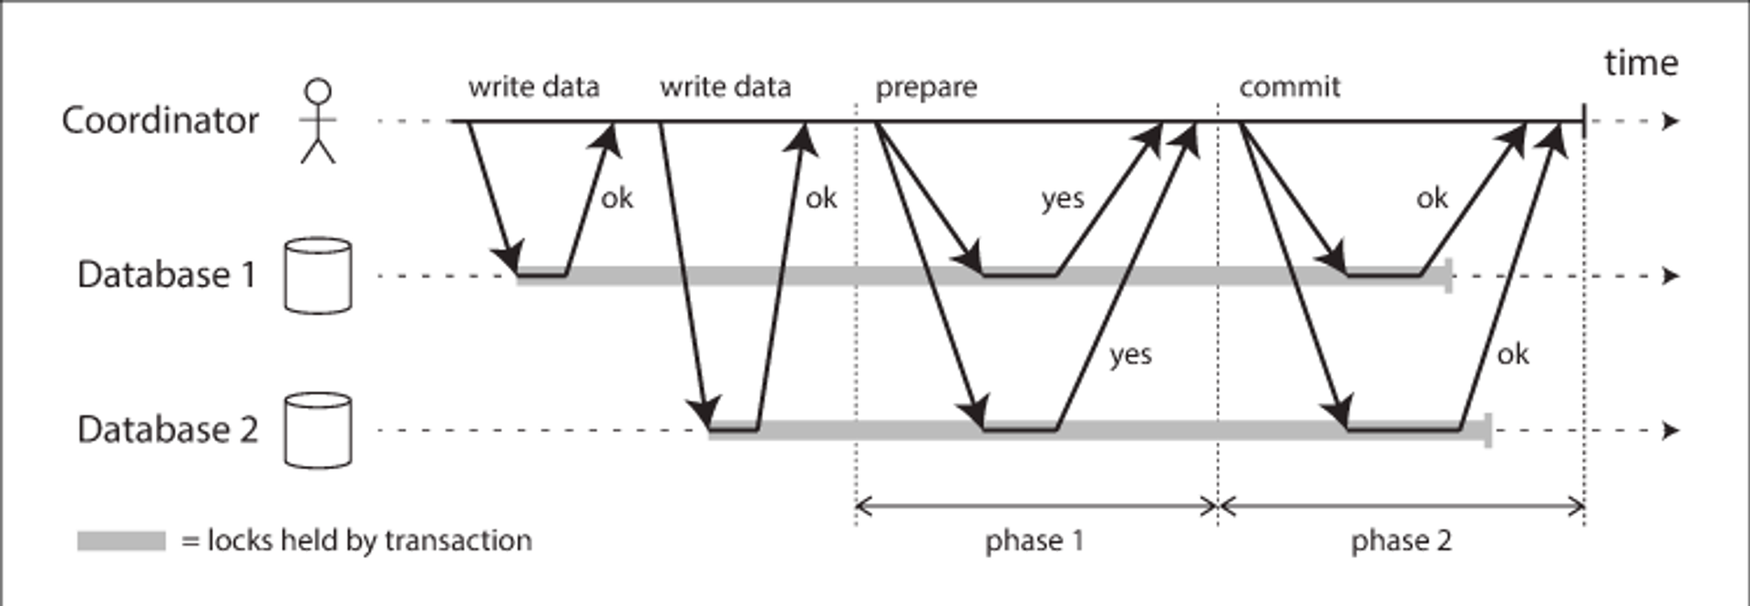 time
write data write data prepare commit
Coordinator
ok ok yes ok
Database 1
yes ok
Database 2
= locks held by transaction
phase 1 phase 2